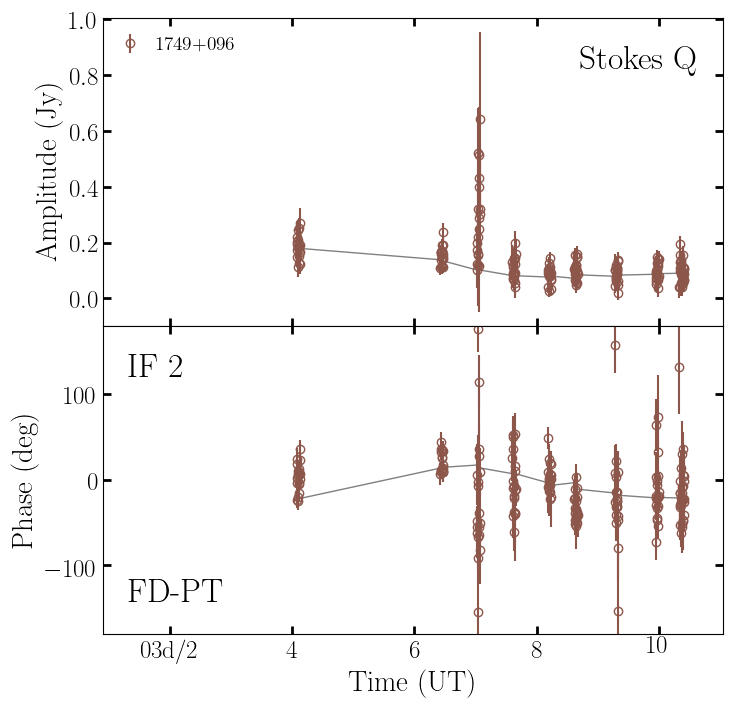 1.0
1749+096
Stokes Q
0.8
0.6
0.4
0.2
0.0
Amplitude (Jy)
IF 2
100
0
−100
Phase (deg)
FD-PT
03d/2
4
6
8
10
Time (UT)